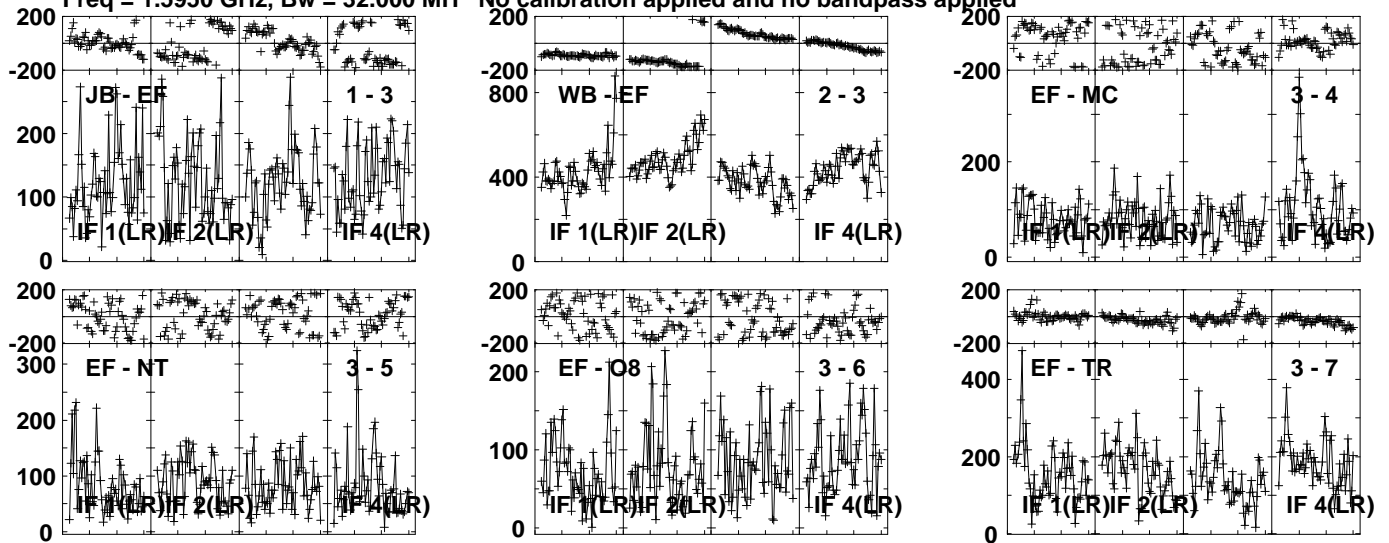 Freq = 1.5950 GHz, Bw = 32.000 MH No calibration applied and no bandpass applied
200
-200
JB - EF 1 - 3
200
100
0
IF 1(LR) IF 2(LR) IF 4(LR)
200
-200
WB - EF 2 - 3
800
600
400
200
0
IF 1(LR) IF 2(LR) IF 4(LR)
200
-200
EF - MC 3 - 4
200
0
IF 1(LR) IF 2(LR) IF 4(LR)
200
-200
EF - NT 3 - 5
300
200
100
0
IF 1(LR) IF 2(LR) IF 4(LR)
200
-200
EF - O8 3 - 6
200
100
0
IF 1(LR) IF 2(LR) IF 4(LR)
200
-200
EF - TR 3 - 7
400
200
0
IF 1(LR) IF 2(LR) IF 4(LR)